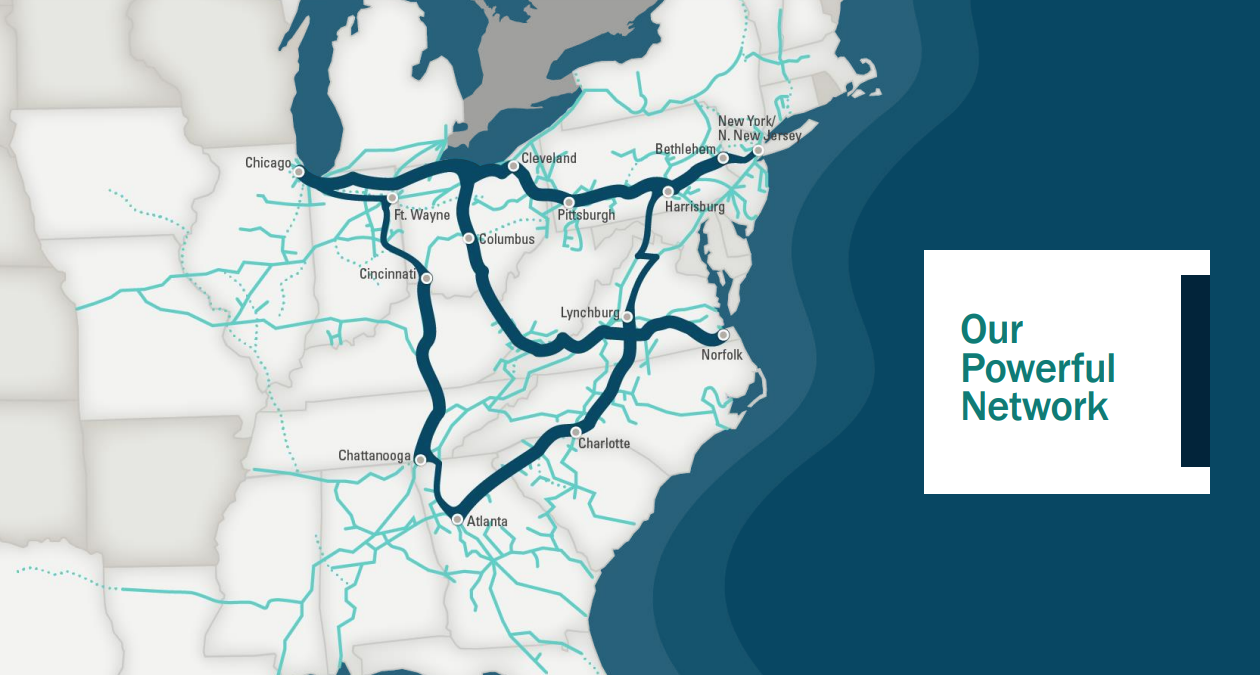 New York/
N. New Jersey
Bethlehem
Chicago
Cleveland
Ft. Wayne
Pittsburgh
Harrisburg
Columbus
Cincinnati
Lynchburg
Norfolk
Our
Powerful
Network
Charlotte
Chattanooga
Atlanta